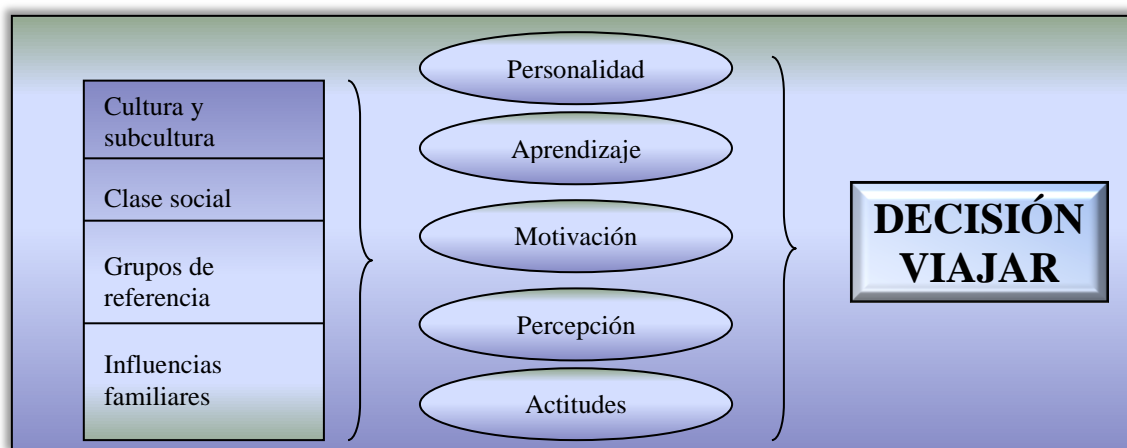 Cultura y
subcultura
Clase social
Grupos de
referencia
Influencias
familiares
Personalidad
Aprendizaje
Motivación
Percepción
Actitudes
DECISIÓN
VIAJAR